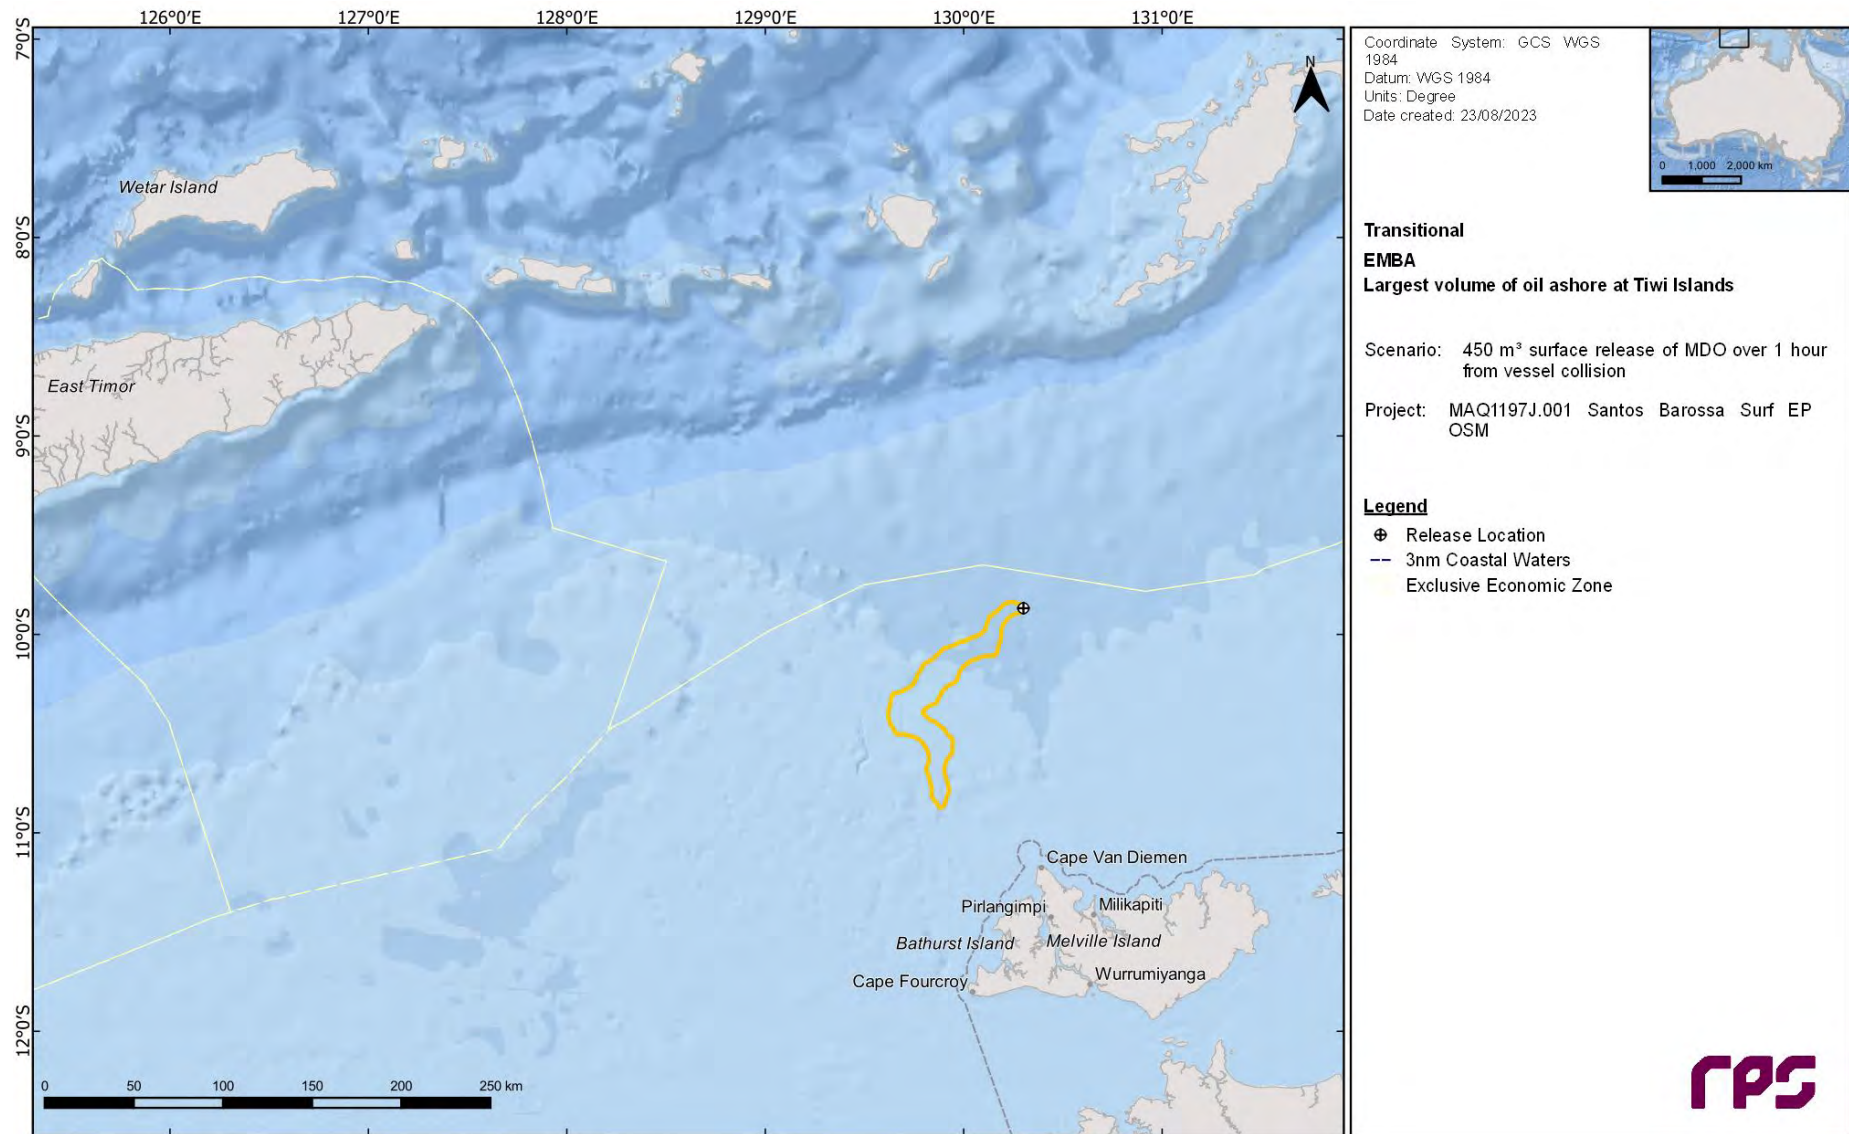 126°0'E 127°0'E 128°0'E 129°0'E 130°0'E 131°0'E
7°0'S
8°0'S
9°0'S
10°0'S
11°0'S
12°0'S
N
Wetar Island
East Timor
Cape Van Diemen
Pirlangimpi
Milikapiti
Bathurst Island
Melville Island
Cape Fourcroy
Wurrumiyanga
0 50 100 150 200 250 km
Coordinate System: GCS WGS
1984
Datum: WGS 1984
Units: Degree
Date created: 23/08/2023
0 1,000 2,000 km
Transitional
EMBA
Largest volume of oil ashore at Tiwi Islands
Scenario: 450 m³ surface release of MDO over 1 hour
from vessel collision
Project: MAQ1197J.001 Santos Barossa Surf EP
OSM
Legend
Release Location
3nm Coastal Waters
Exclusive Economic Zone
rps